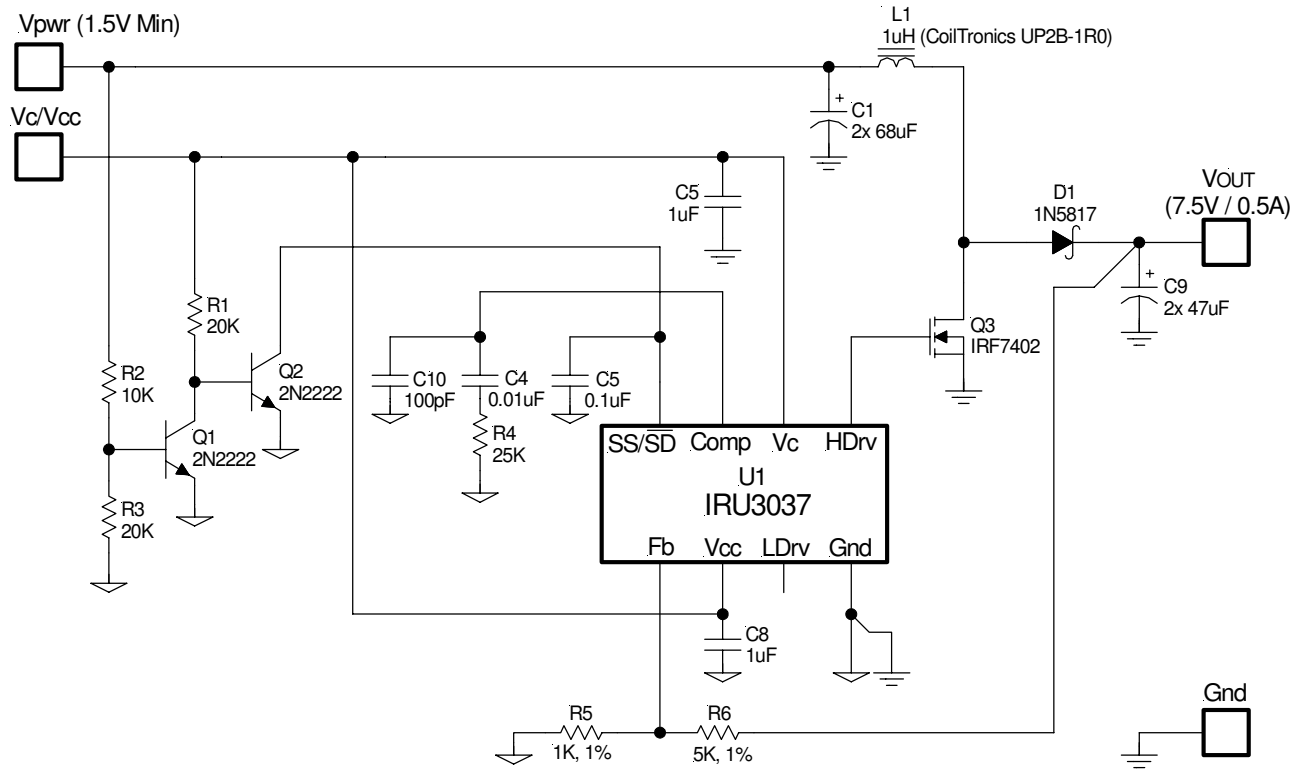 Vpwr (1.5V Min)
L1
1uH (CoilTronics UP2B-1R0)
Vc/Vcc
+
C1
2x 68uF
C5
1uF
D1
1N5817
VOUT
(7.5V / 0.5A)
+
C9
2x 47uF
R1
20K
Q3
IRF7402
R2
10K
Q2
2N2222
C10
100pF
C4
0.01uF
C5
0.1uF
Q1
2N2222
R4
25K
SS/SD
Comp
Vc
HDrv
U1
IRU3037
R3
20K
Fb
Vcc
LDrv
Gnd
C8
1uF
R5
1K, 1%
R6
5K, 1%
Gnd